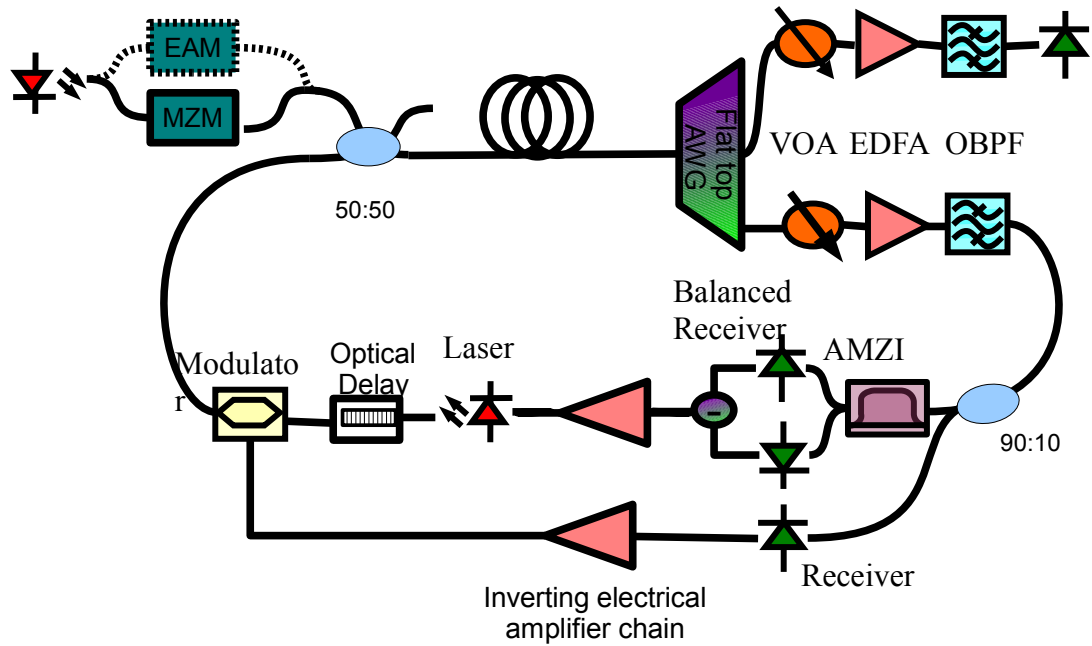 EAM
MZM
50:50
Flat top
AWG
VOA EDFA OBPF
Balanced
Receiver
AMZI
Laser
Optical
Delay
Modulato
r
-
90:10
Receiver
Inverting electrical
amplifier chain